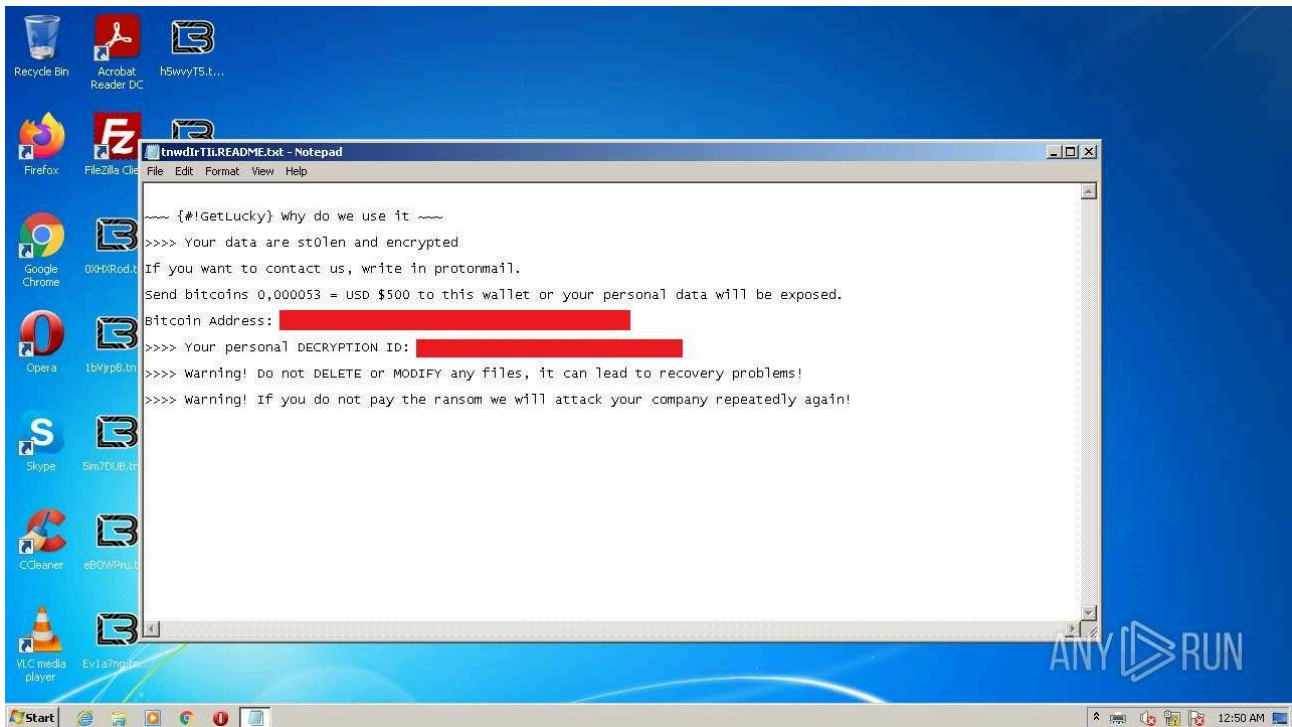 Recycle Bin
Acrobat Reader DC
h5wvyT5.t...
Firefox
FileZilla Clie
Google Chrome
0XHXRod.t
Opera
1bVjrpB.tn
Skype
Sim7DUB.tn
CCleaner
eBOWPru.t
VLC media player
Ev1a7ng.tn...
tnwdIrTIi.README.txt - Notepad
File Edit Format View Help
~~~ {#!GetLucky} Why do we use it ~~~
>>>> Your data are st0len and encrypted
If you want to contact us, write in protonmail.
Send bitcoins 0,000053 = USD $500 to this wallet or your personal data will be exposed.
Bitcoin Address:
>>>> Your personal DECRYPTION ID:
>>>> Warning! Do not DELETE or MODIFY any files, it can lead to recovery problems!
>>>> Warning! If you do not pay the ransom we will attack your company repeatedly again!
ANY RUN
Start
12:50 AM